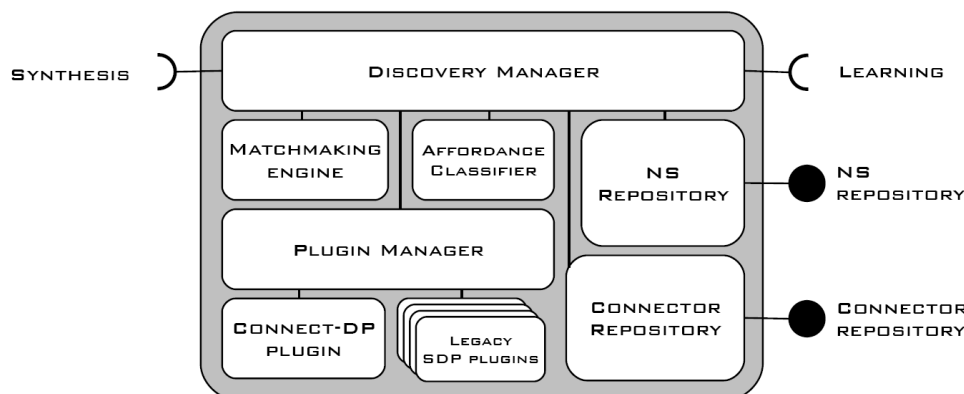 Synthesis
Discovery Manager
Learning
Matchmaking
engine
Affordance
Classifier
NS
Repository
NS
repository
Plugin Manager
Connector
Repository
Connector
repository
Connect-DP
plugin
Legacy
SDP plugins